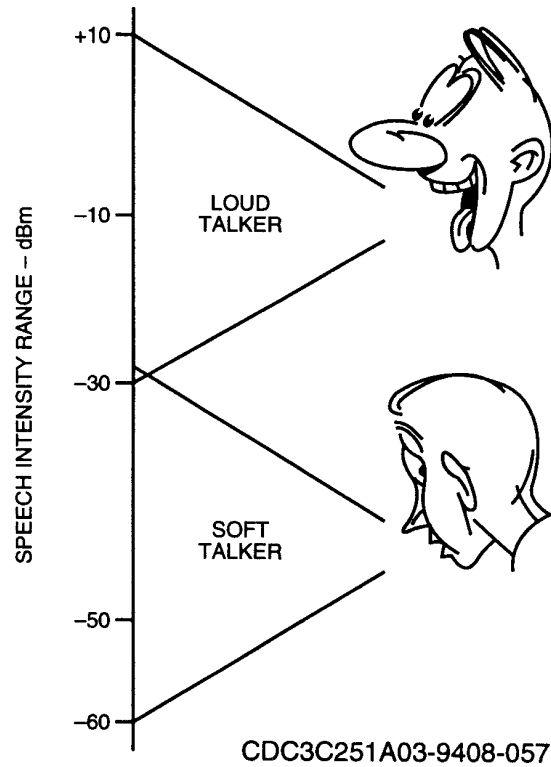 +10
LOUD
TALKER
−10
SPEECH INTENSITY RANGE – dBm
−30
SOFT
TALKER
−50
−60
CDC3C251A03-9408-057